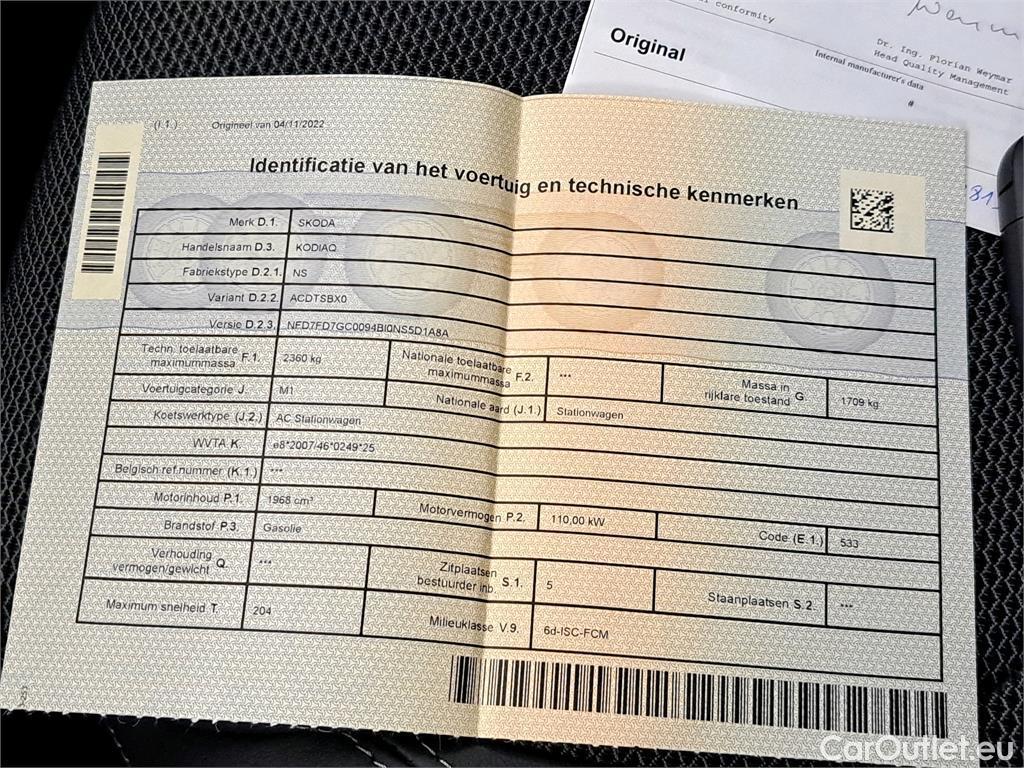 conformity
Original
Dr. Ing. Florian Weymar
Head Quality Management
Internal manufacturer's data
#
81
(I.1.) Origineel van 04/11/2022
Identificatie van het voertuig en technische kenmerken
Merk D.1. SKODA
Handelsnaam D.3. KODIAQ
Fabriekstype D.2.1. NS
Variant D.2.2. ACDTSBX0
Versie D.2.3. NFD7FD7GC0094BI0NS5D1A8A
Techn. toelaatbare maximummassa F.1. 2360 kg Nationale toelaatbare maximummassa F.2. *** Massa in rijklare toestand G. 1709 kg
Voertuigcategorie J. M1 Nationale aard (J.1.) Stationwagen
Koetswerktype (J.2.) AC Stationwagen
WVTA K. e8*2007/46*0249*25
Belgisch ref.nummer (K.1.) ***
Motorinhoud P.1. 1968 cm³ Motorvermogen P.2. 110,00 kW Code (E.1.) 533
Brandstof P.3. Gasolie
Verhouding vermogen/gewicht Q. *** Zitplaatsen bestuurder inb. S.1. 5 Staanplaatsen S.2. ***
Maximum snelheid T. 204 Milieuklasse V.9. 6d-ISC-FCM
CarOutlet.eu